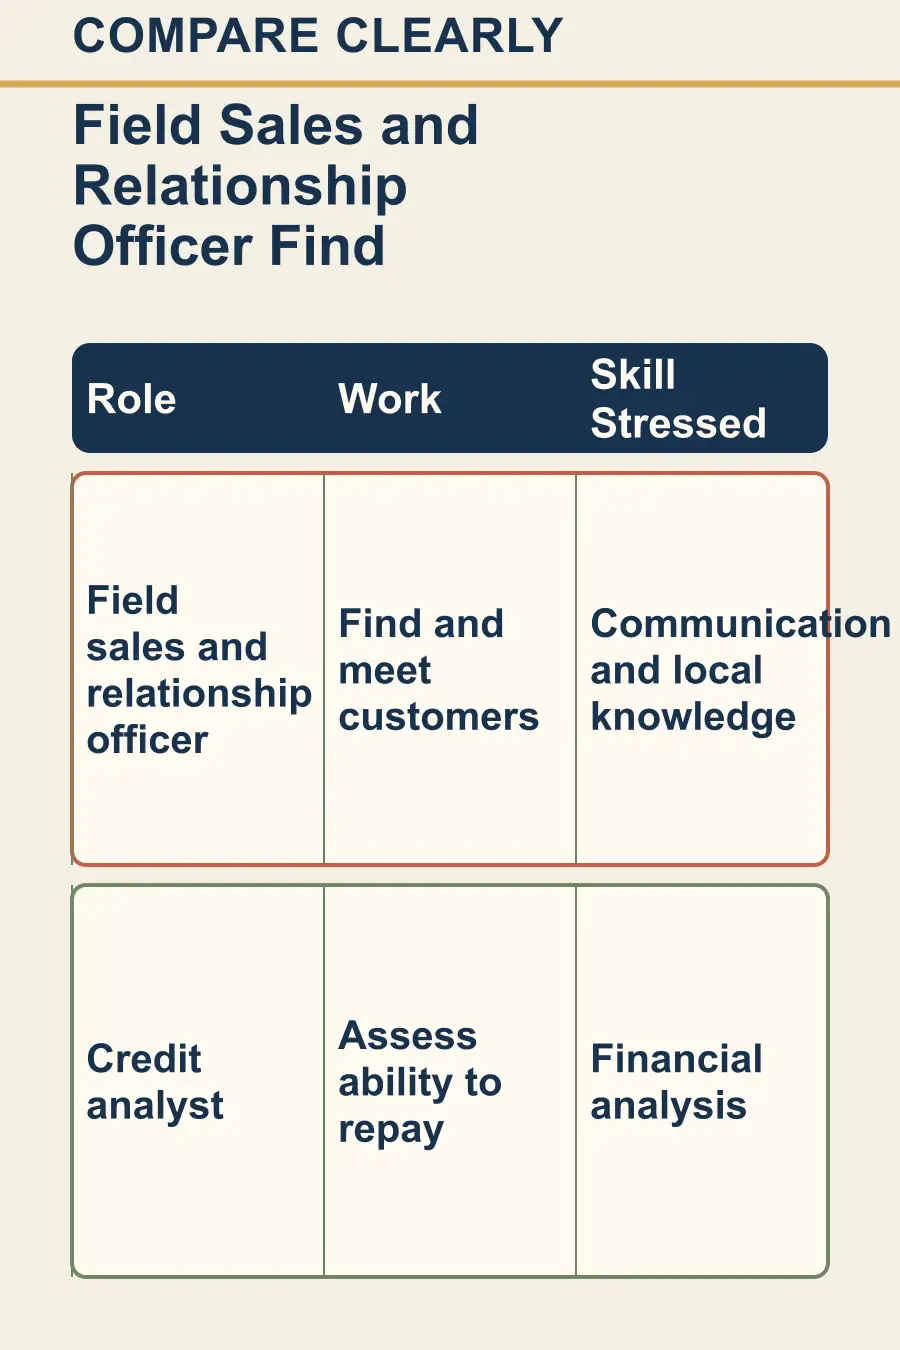 COMPARE CLEARLY
Field Sales and
Relationship
Officer Find
Role
Work
Skill
Stressed
Field
sales and
relationship
officer
Find and
meet
customers
Communication
and local
knowledge
Credit
analyst
Assess
ability to
repay
Financial
analysis